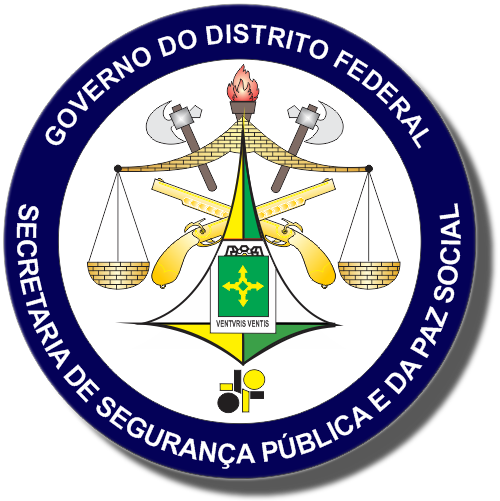 GOVERNO DO DISTRITO FEDERAL
VENTVRIS VENTIS
SECRETARIA DE SEGURANÇA PÚBLICA E DA PAZ SOCIAL